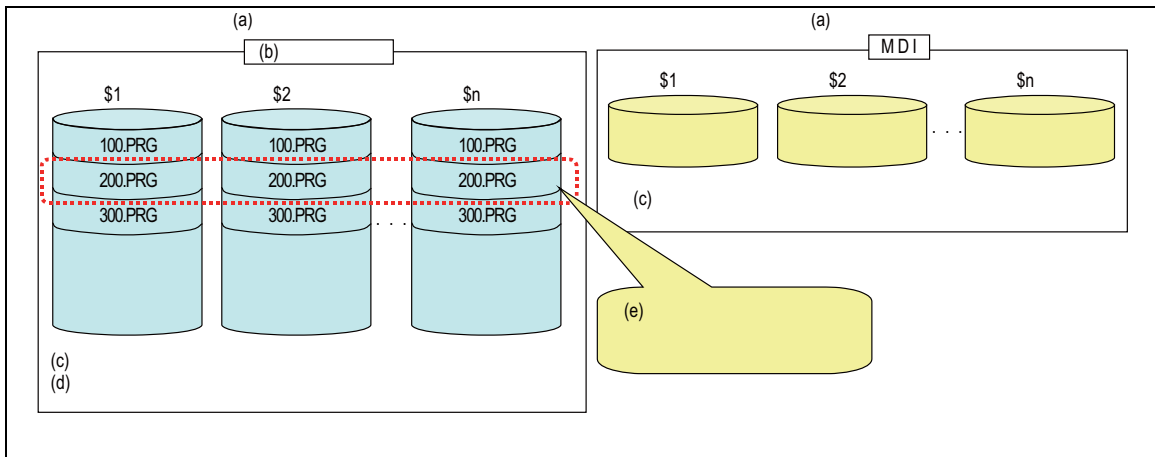 (a)
(b)
$1 $2 $n
100.PRG 100.PRG 100.PRG
200.PRG 200.PRG 200.PRG
300.PRG 300.PRG 300.PRG
. . .
(c)
(d)
(a)
MDI
$1 $2 $n
. . .
(c)
(e)